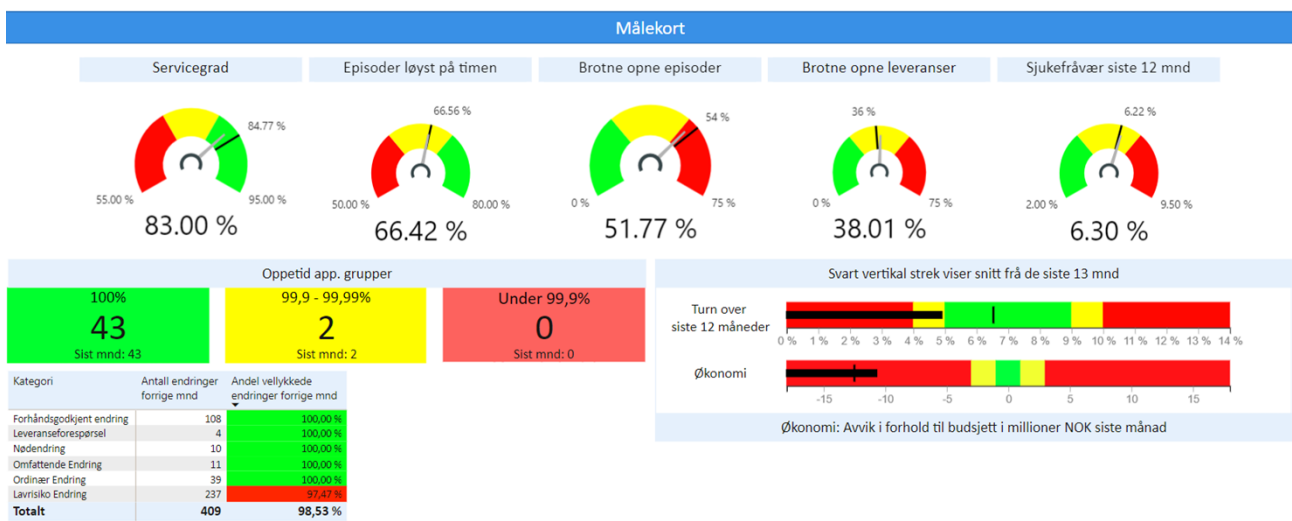 Målekort
Servicegrad
Episoder løyst på timen
Brotne opne episoder
Brotne opne leveranser
Sjukefråvær siste 12 mnd
84.77 %
55.00 %
95.00 %
83.00 %
66.56 %
50.00 %
80.00 %
66.42 %
54 %
0 %
75 %
51.77 %
36 %
0 %
75 %
38.01 %
6.22 %
2.00 %
9.50 %
6.30 %
Oppetid app. grupper
100%
43
Sist mnd: 43
99,9 - 99,99%
2
Sist mnd: 2
Under 99,9%
0
Sist mnd: 0
Kategori Antall endringer forrige mnd Andel vellykkede endringer forrige mnd
Forhåndsgodkjent endring 108 100,00 %
Leveranseforespørsel 4 100,00 %
Nødendring 10 100,00 %
Omfattende Endring 11 100,00 %
Ordinær Endring 39 100,00 %
Lavrisiko Endring 237 97,47 %
Totalt 409 98,53 %
Svart vertikal strek viser snitt frå de siste 13 mnd
Turn over
siste 12 måneder
0 % 1 % 2 % 3 % 4 % 5 % 6 % 7 % 8 % 9 % 10 % 11 % 12 % 13 % 14 %
Økonomi
-15 -10 -5 0 5 10 15
Økonomi: Avvik i forhold til budsjett i millioner NOK siste månad